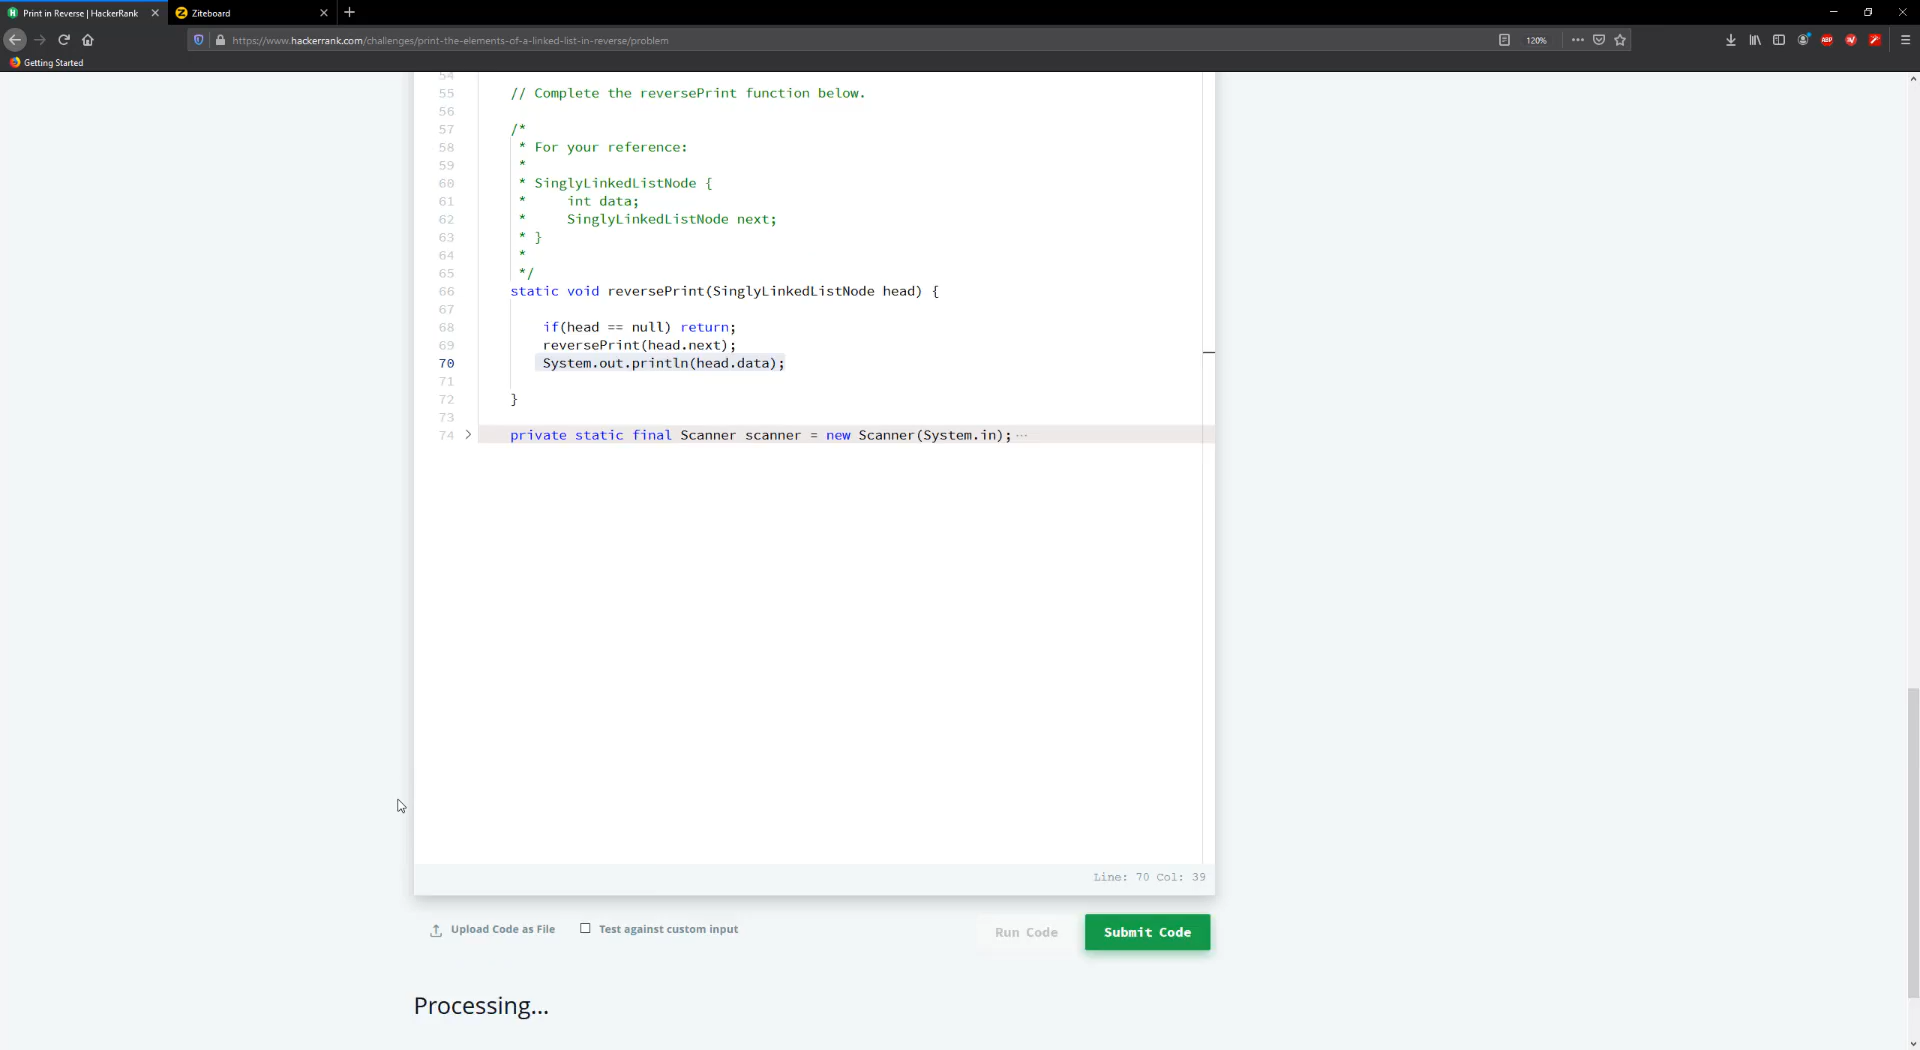 Print in Reverse | HackerRank
Ziteboard
https://www.hackerrank.com/challenges/print-the-elements-of-a-linked-list-in-reverse/problem
120%
ABP
Getting Started
54
55 // Complete the reversePrint function below.
56
57 /*
58 * For your reference:
59 *
60 * SinglyLinkedListNode {
61 * int data;
62 * SinglyLinkedListNode next;
63 * }
64 *
65 */
66 static void reversePrint(SinglyLinkedListNode head) {
67
68 if(head == null) return;
69 reversePrint(head.next);
70 System.out.println(head.data);
71
72 }
73
74 private static final Scanner scanner = new Scanner(System.in); ···
Line: 70 Col: 39
Upload Code as File
Test against custom input
Run Code
Submit Code
Processing...